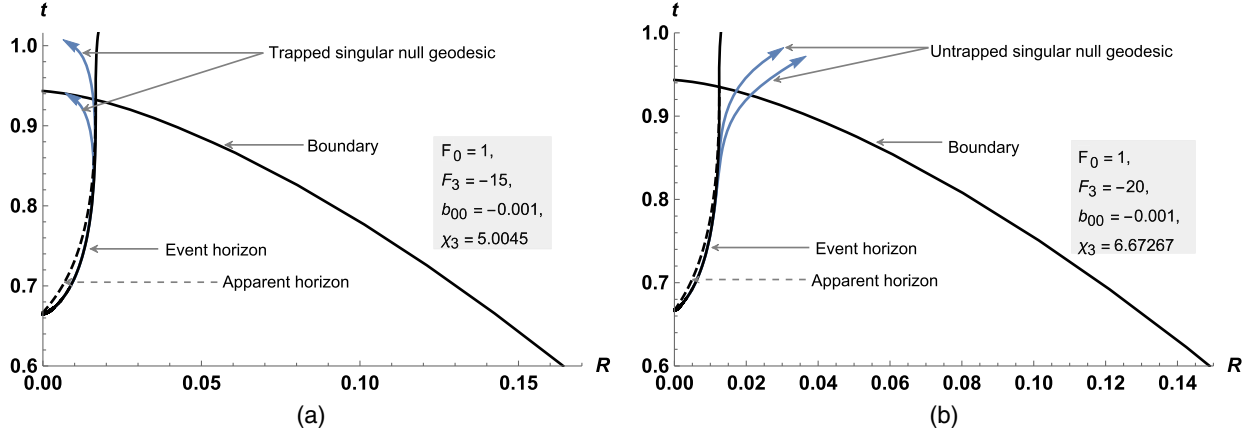 t
1.0
Trapped singular null geodesic
0.9
Boundary
F0 = 1,
F3 = −15,
b00 = −0.001,
χ3 = 5.0045
0.8
Event horizon
Apparent horizon
0.7
0.6
0.00 0.05 0.10 0.15
R
(a)
t
1.0
Untrapped singular null geodesic
0.9
Boundary
F0 = 1,
F3 = −20,
b00 = −0.001,
χ3 = 6.67267
0.8
Event horizon
Apparent horizon
0.7
0.6
0.00 0.02 0.04 0.06 0.08 0.10 0.12 0.14
R
(b)